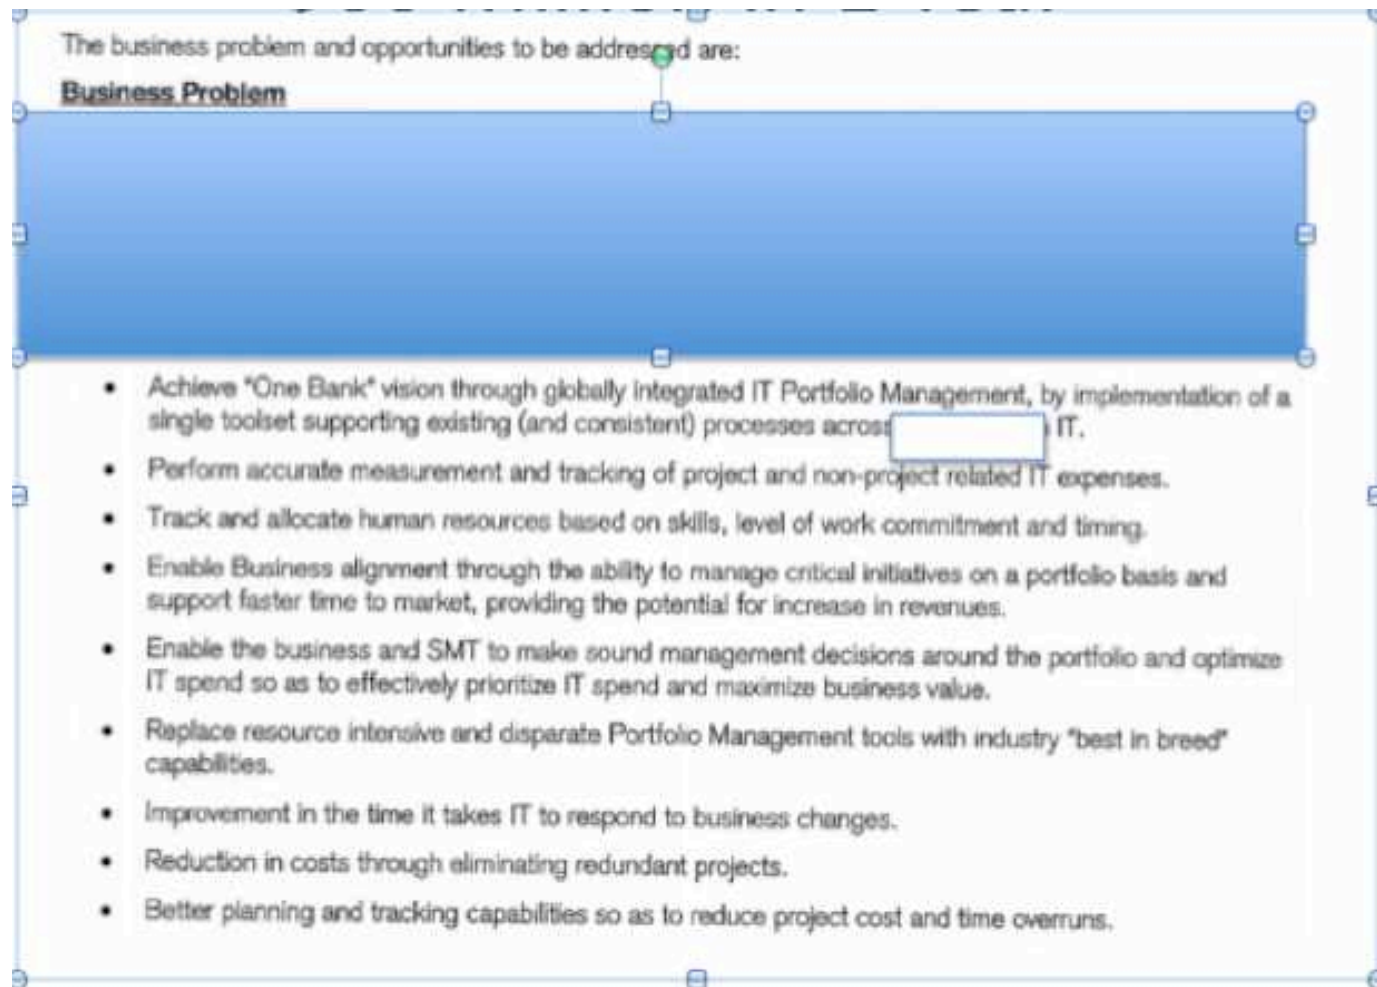 The business problem and opportunities to be addressed are:
Business Problem
• Achieve "One Bank" vision through globally integrated IT Portfolio Management, by implementation of a
single toolset supporting existing (and consistent) processes across IT.
• Perform accurate measurement and tracking of project and non-project related IT expenses.
• Track and allocate human resources based on skills, level of work commitment and timing.
• Enable Business alignment through the ability to manage critical initiatives on a portfolio basis and
support faster time to market, providing the potential for increase in revenues.
• Enable the business and SMT to make sound management decisions around the portfolio and optimize
IT spend so as to effectively prioritize IT spend and maximize business value.
• Replace resource intensive and disparate Portfolio Management tools with industry "best in breed"
capabilities.
• Improvement in the time it takes IT to respond to business changes.
• Reduction in costs through eliminating redundant projects.
• Better planning and tracking capabilities so as to reduce project cost and time overruns.